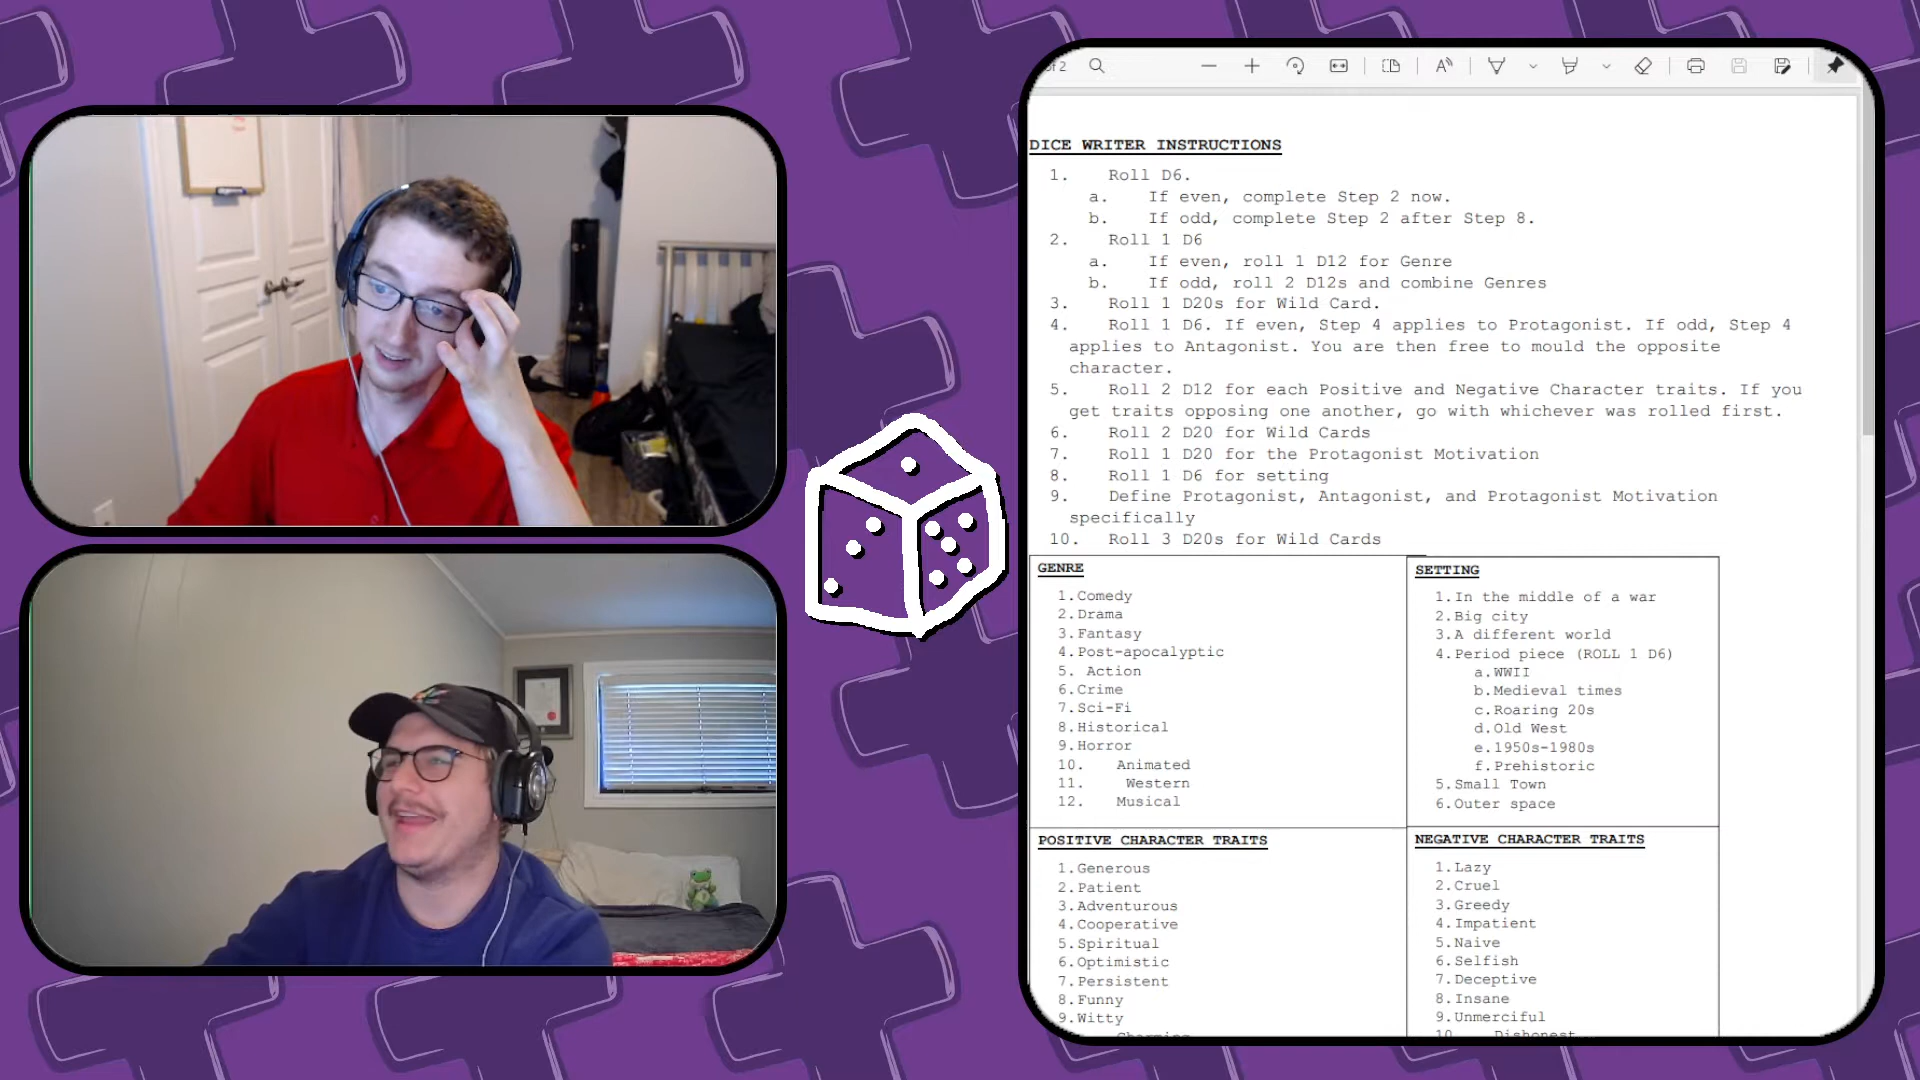 of 2
DICE WRITER INSTRUCTIONS
1. Roll D6.
a. If even, complete Step 2 now.
b. If odd, complete Step 2 after Step 8.
2. Roll 1 D6
a. If even, roll 1 D12 for Genre
b. If odd, roll 2 D12s and combine Genres
3. Roll 1 D20s for Wild Card.
4. Roll 1 D6. If even, Step 4 applies to Protagonist. If odd, Step 4
applies to Antagonist. You are then free to mould the opposite
character.
5. Roll 2 D12 for each Positive and Negative Character traits. If you
get traits opposing one another, go with whichever was rolled first.
6. Roll 2 D20 for Wild Cards
7. Roll 1 D20 for the Protagonist Motivation
8. Roll 1 D6 for setting
9. Define Protagonist, Antagonist, and Protagonist Motivation
specifically
10. Roll 3 D20s for Wild Cards
GENRE
1.Comedy
2.Drama
3.Fantasy
4.Post-apocalyptic
5. Action
6.Crime
7.Sci-Fi
8.Historical
9.Horror
10. Animated
11. Western
12. Musical
SETTING
1.In the middle of a war
2.Big city
3.A different world
4.Period piece (ROLL 1 D6)
a.WWII
b.Medieval times
c.Roaring 20s
d.Old West
e.1950s-1980s
f.Prehistoric
5.Small Town
6.Outer space
POSITIVE CHARACTER TRAITS
1.Generous
2.Patient
3.Adventurous
4.Cooperative
5.Spiritual
6.Optimistic
7.Persistent
8.Funny
9.Witty
Charming
NEGATIVE CHARACTER TRAITS
1.Lazy
2.Cruel
3.Greedy
4.Impatient
5.Naive
6.Selfish
7.Deceptive
8.Insane
9.Unmerciful
10. Dishonest